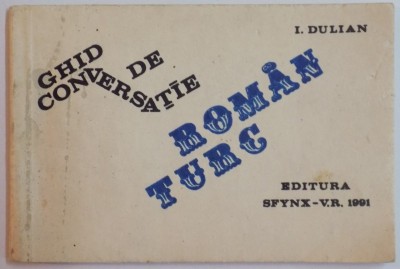 I. DULIAN
GHID DE
CONVERSAȚIE
ROMÂN
TURC
EDITURA
SFYNX-V.R. 1991